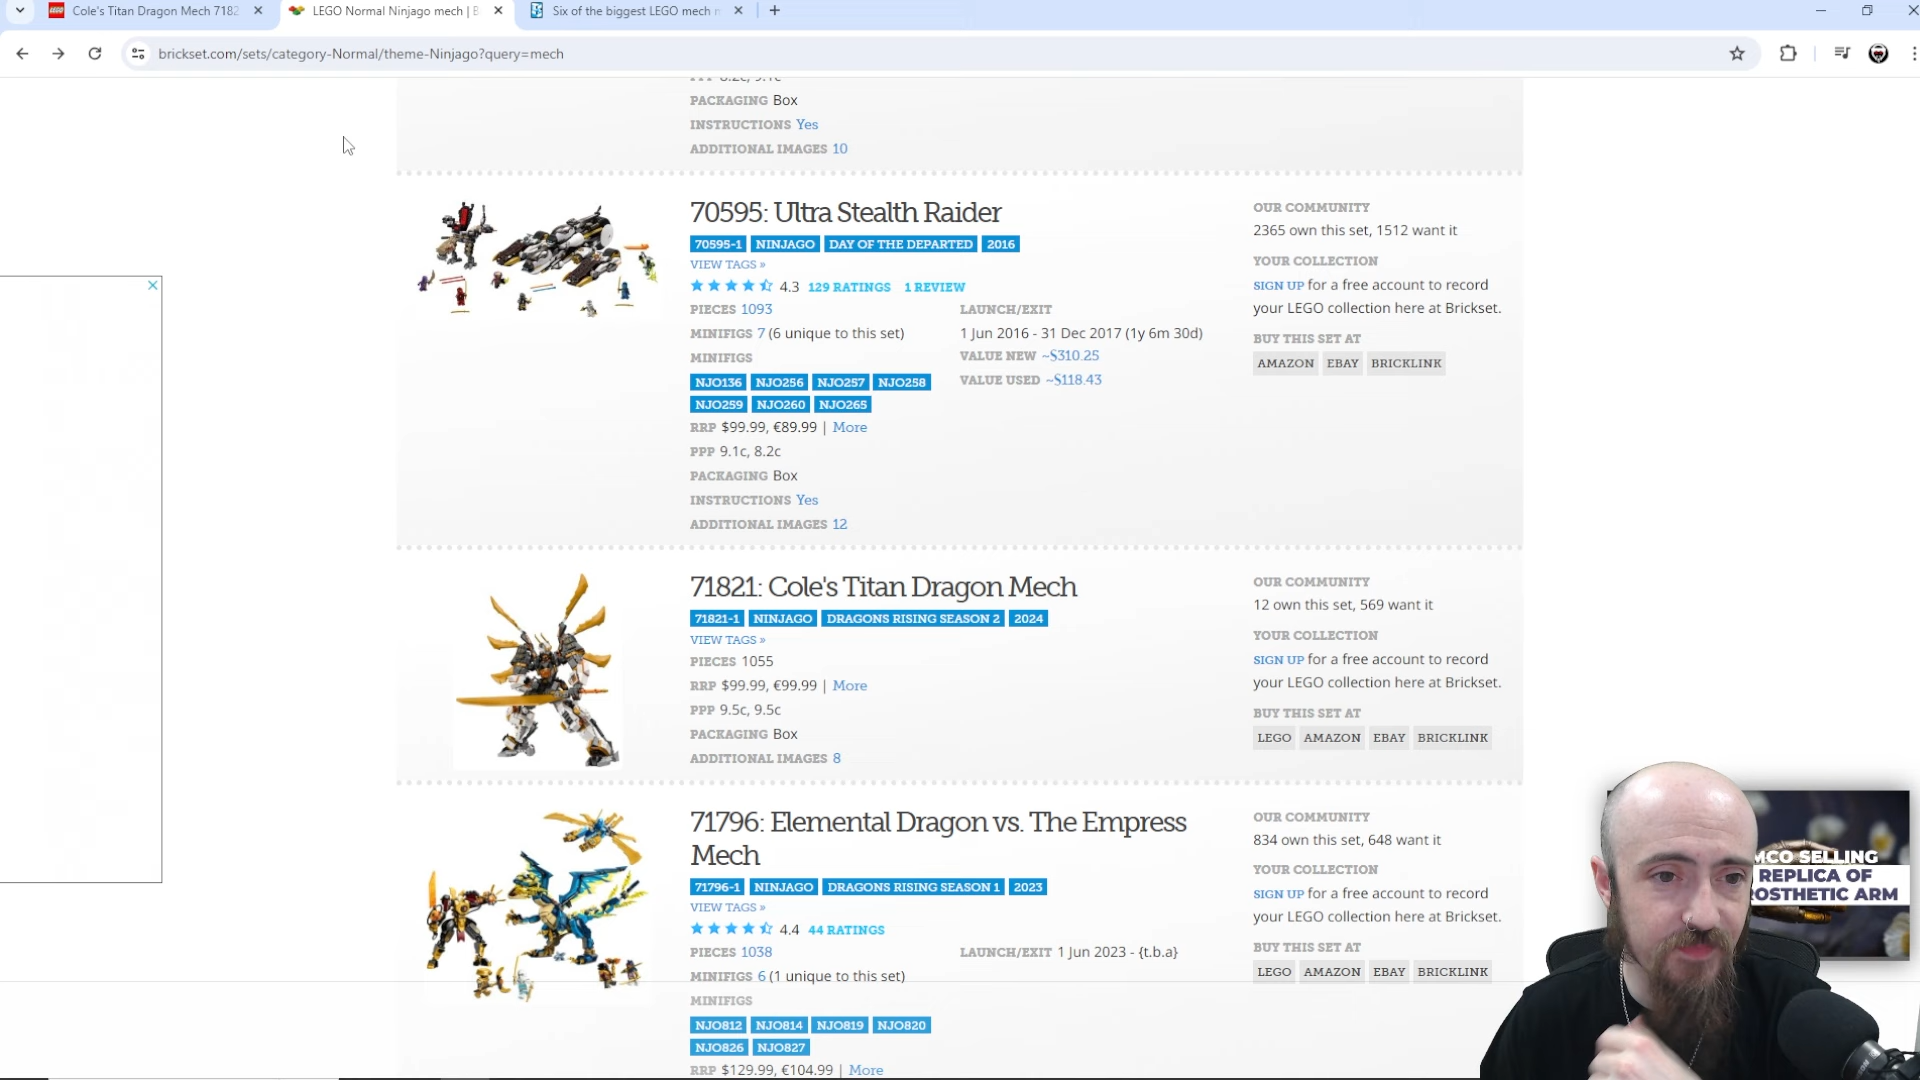 Cole's Titan Dragon Mech 7182
LEGO Normal Ninjago mech | B
Six of the biggest LEGO mech
brickset.com/sets/category-Normal/theme-Ninjago?query=mech
PACKAGING Box
INSTRUCTIONS Yes
ADDITIONAL IMAGES 10
70595: Ultra Stealth Raider
70595-1 NINJAGO DAY OF THE DEPARTED 2016
VIEW TAGS »
4.3 129 RATINGS 1 REVIEW
PIECES 1093
MINIFIGS 7 (6 unique to this set)
MINIFIGS
NJO136 NJO256 NJO257 NJO258
NJO259 NJO260 NJO265
RRP $99.99, €89.99 | More
PPP 9.1c, 8.2c
PACKAGING Box
INSTRUCTIONS Yes
ADDITIONAL IMAGES 12
LAUNCH/EXIT
1 Jun 2016 - 31 Dec 2017 (1y 6m 30d)
VALUE NEW ~$310.25
VALUE USED ~$118.43
OUR COMMUNITY
2365 own this set, 1512 want it
YOUR COLLECTION
SIGN UP for a free account to record
your LEGO collection here at Brickset.
BUY THIS SET AT
AMAZON EBAY BRICKLINK
71821: Cole's Titan Dragon Mech
71821-1 NINJAGO DRAGONS RISING SEASON 2 2024
VIEW TAGS »
PIECES 1055
RRP $99.99, €99.99 | More
PPP 9.5c, 9.5c
PACKAGING Box
ADDITIONAL IMAGES 8
OUR COMMUNITY
12 own this set, 569 want it
YOUR COLLECTION
SIGN UP for a free account to record
your LEGO collection here at Brickset.
BUY THIS SET AT
LEGO AMAZON EBAY BRICKLINK
71796: Elemental Dragon vs. The Empress
Mech
71796-1 NINJAGO DRAGONS RISING SEASON 1 2023
VIEW TAGS »
4.4 44 RATINGS
PIECES 1038
MINIFIGS 6 (1 unique to this set)
MINIFIGS
NJO812 NJO814 NJO819 NJO820
NJO826 NJO827
RRP $129.99, €104.99 | More
LAUNCH/EXIT 1 Jun 2023 - {t.b.a}
OUR COMMUNITY
834 own this set, 648 want it
YOUR COLLECTION
SIGN UP for a free account to record
your LEGO collection here at Brickset.
BUY THIS SET AT
LEGO AMAZON EBAY BRICKLINK
MCO SELLING
REPLICA OF
ROSTHETIC ARM